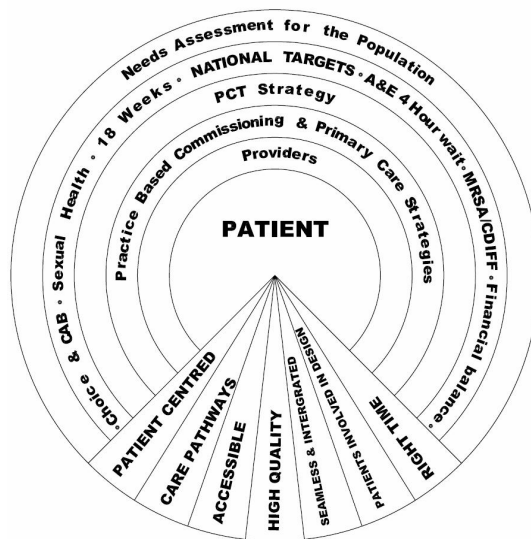 Needs Assessment for the Population
°Choice & CAB ° Sexual Health ° 18 Weeks ° NATIONAL TARGETS ° A&E 4 Hour wait ° MRSA/CDIFF ° Financial balance °
PCT Strategy
Practice Based Commissioning & Primary Care Strategies
Providers
PATIENT
PATIENT CENTRED
CARE PATHWAYS
ACCESSIBLE
HIGH QUALITY
SEAMLESS & INTERGRATED
PATIENTS INVOLVED IN DESIGN
RIGHT TIME